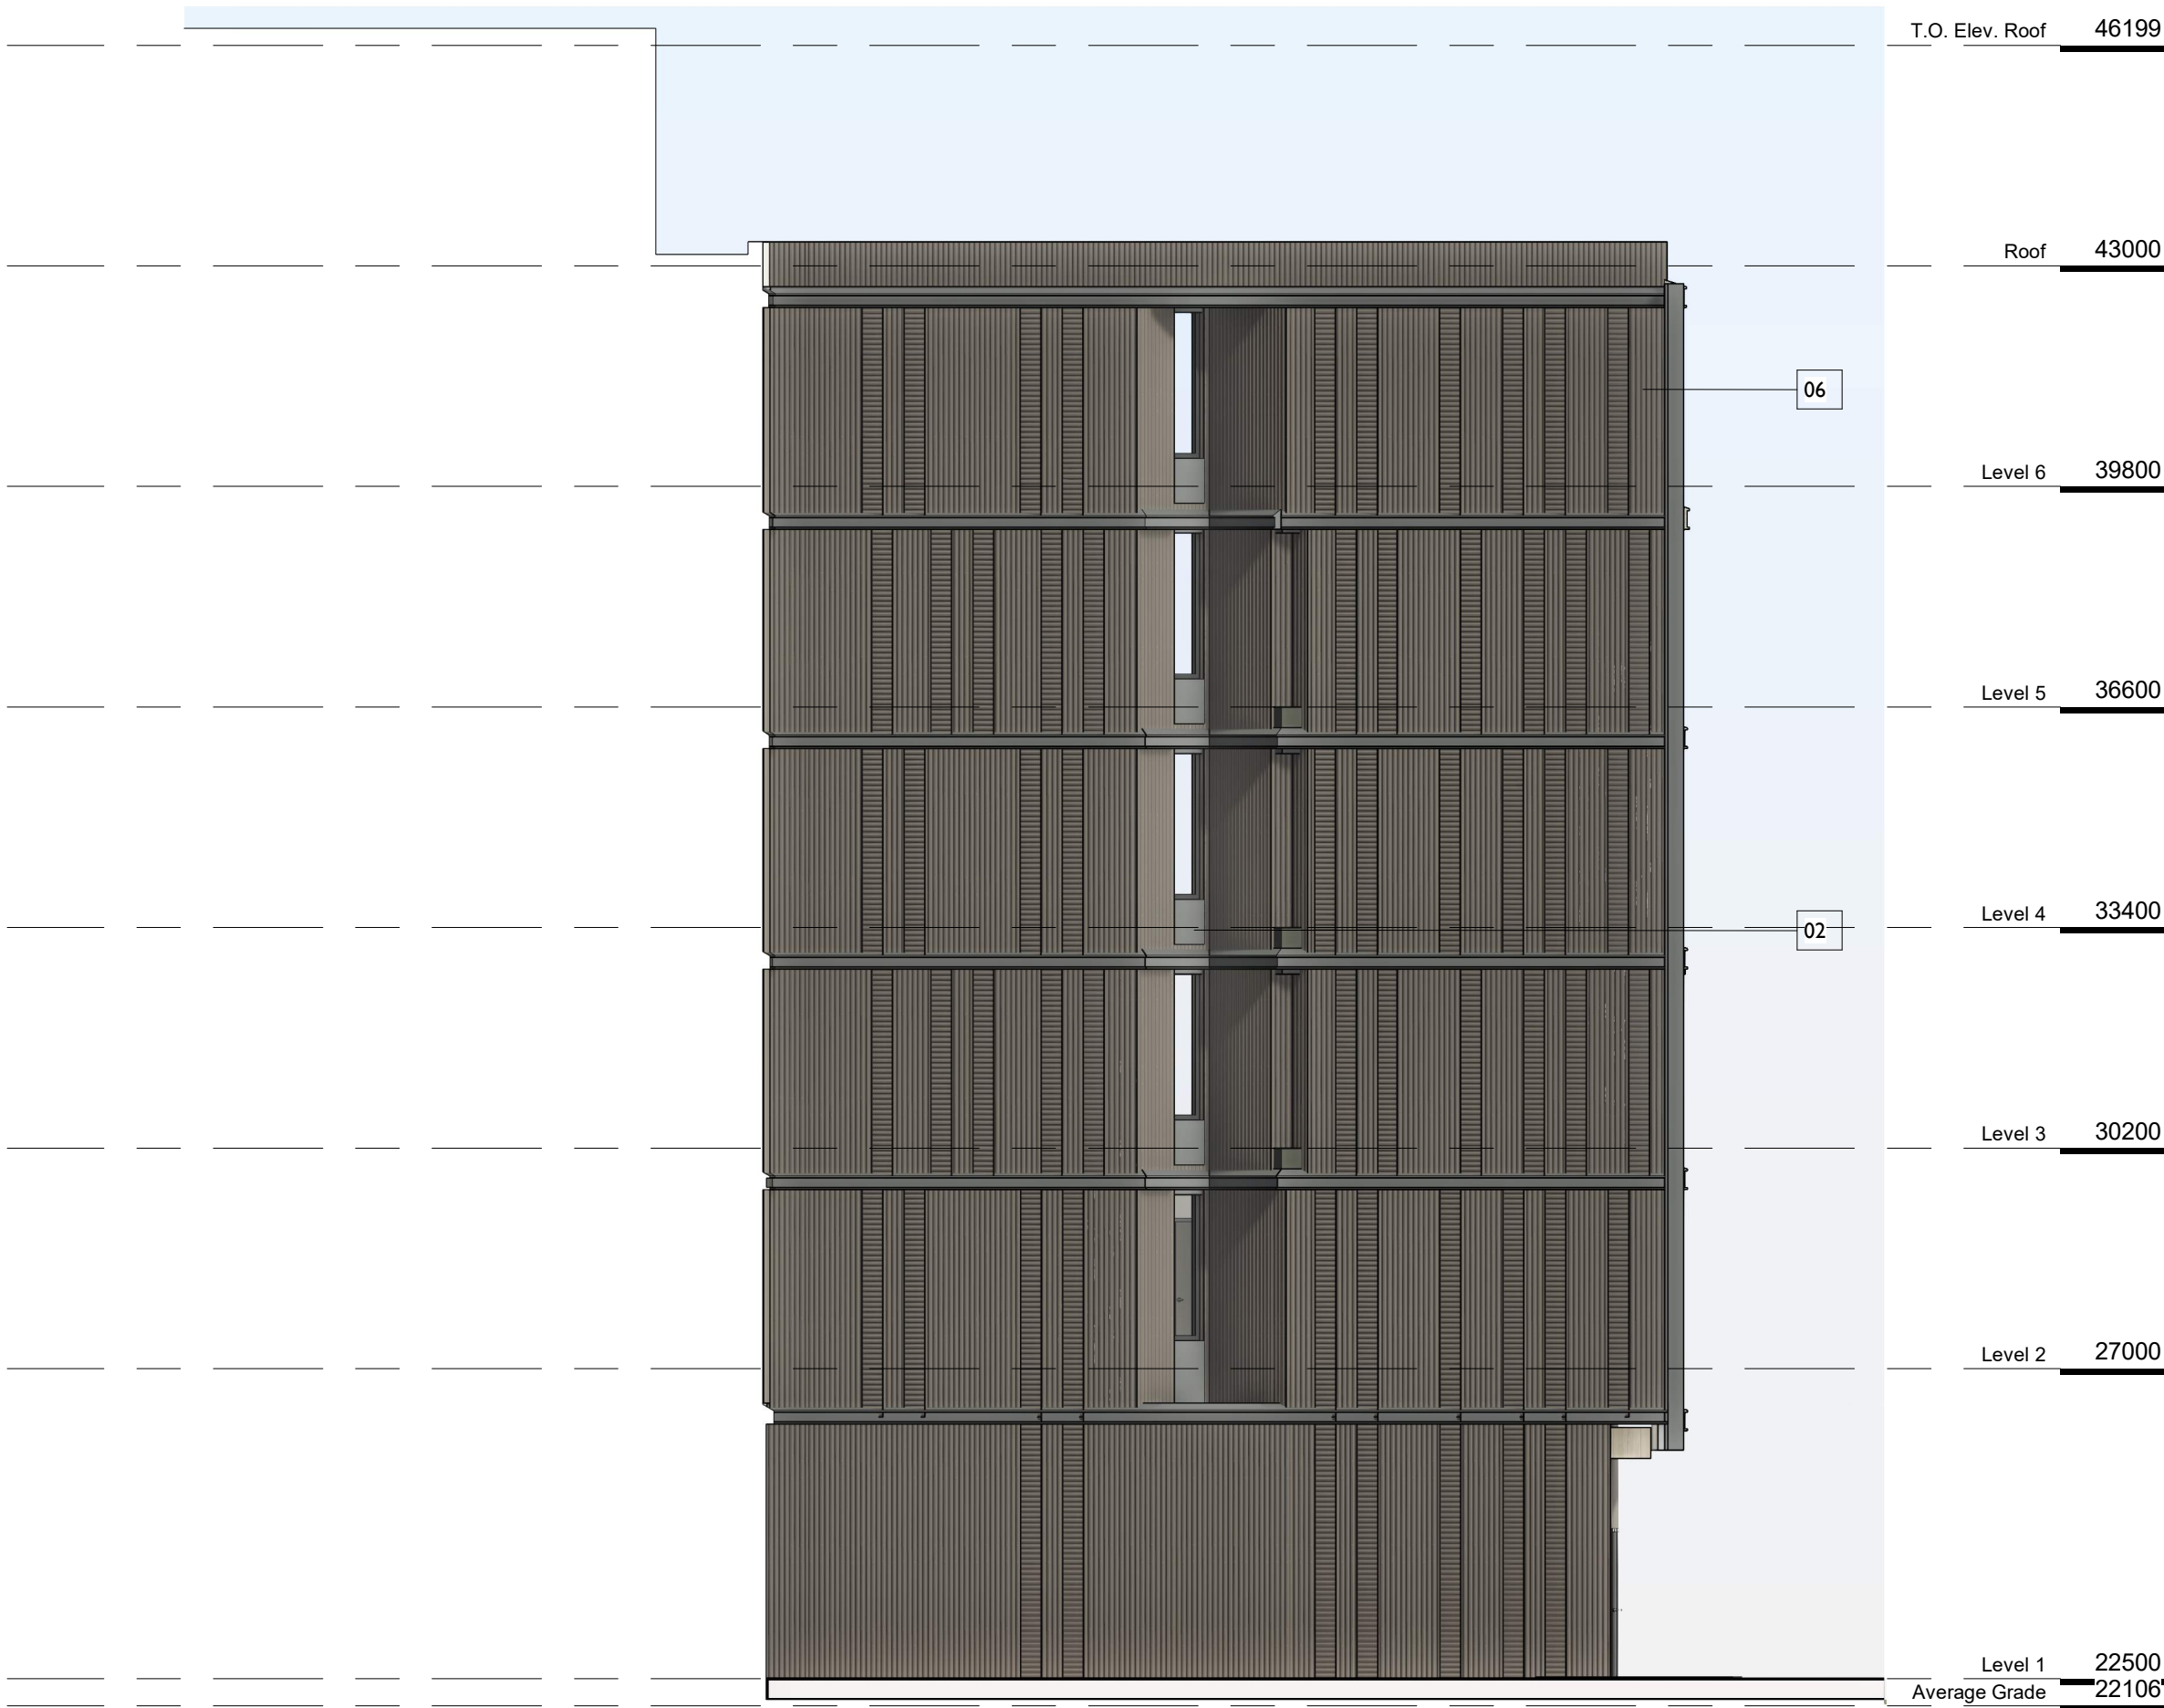 T.O. Elev. Roof 46199
Roof 43000
06
Level 6 39800
Level 5 36600
Level 4 33400
02
Level 3 30200
Level 2 27000
Level 1 22500
Average Grade 22106